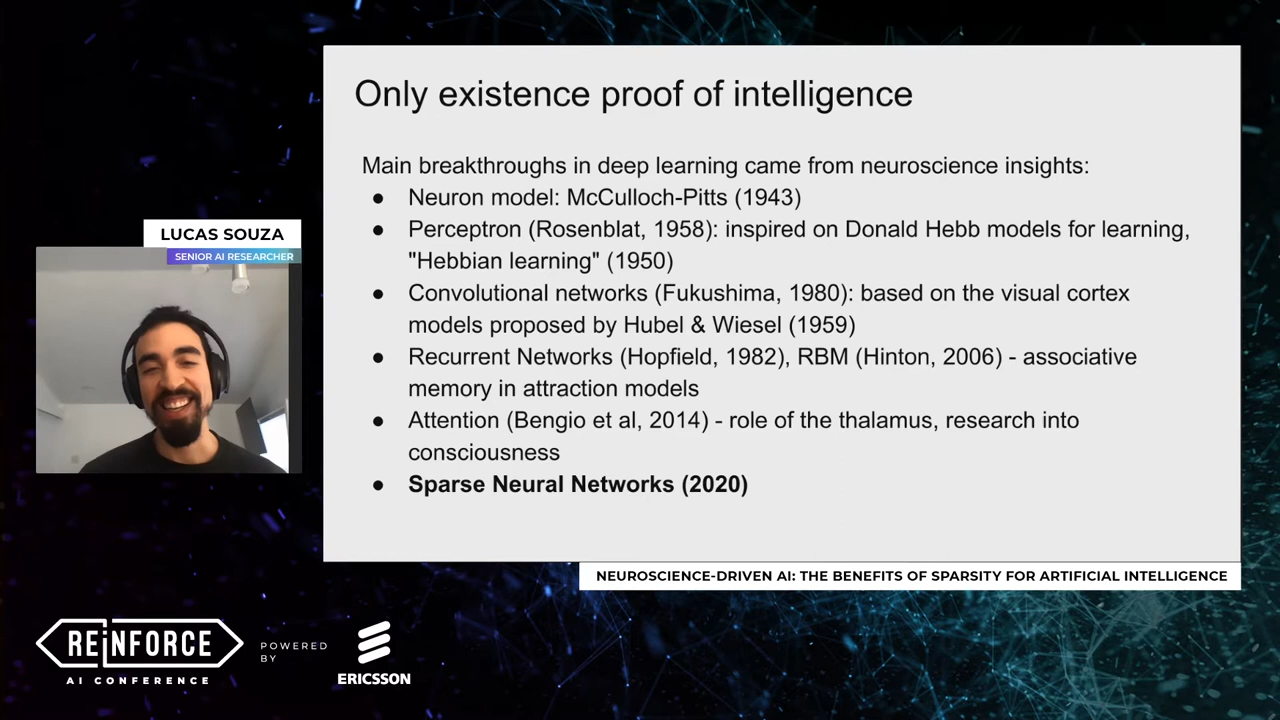 Only existence proof of intelligence
Main breakthroughs in deep learning came from neuroscience insights:
● Neuron model: McCulloch-Pitts (1943)
● Perceptron (Rosenblat, 1958): inspired on Donald Hebb models for learning,
"Hebbian learning" (1950)
● Convolutional networks (Fukushima, 1980): based on the visual cortex
models proposed by Hubel & Wiesel (1959)
● Recurrent Networks (Hopfield, 1982), RBM (Hinton, 2006) - associative
memory in attraction models
● Attention (Bengio et al, 2014) - role of the thalamus, research into
consciousness
● Sparse Neural Networks (2020)
LUCAS SOUZA
SENIOR AI RESEARCHER
NEUROSCIENCE-DRIVEN AI: THE BENEFITS OF SPARSITY FOR ARTIFICIAL INTELLIGENCE
REiNFORCE
AI CONFERENCE
POWERED
BY
ERICSSON